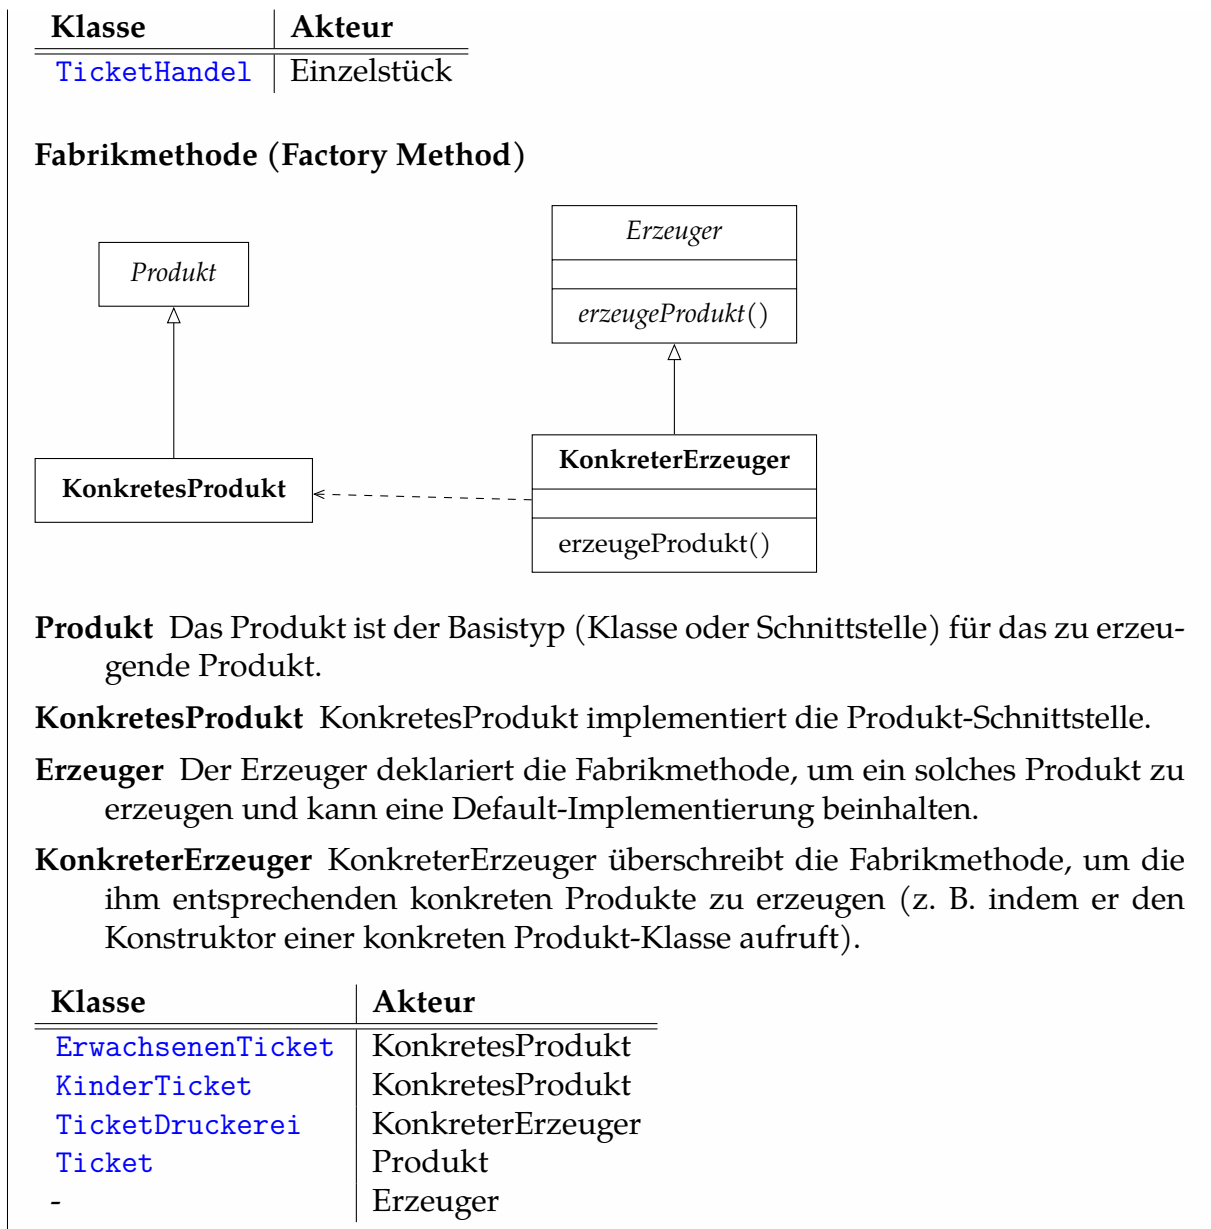 Klasse Akteur
TicketHandel Einzelstück
Fabrikmethode (Factory Method)
Produkt
Erzeuger
erzeugeProdukt()
KonkretesProdukt
KonkreterErzeuger
erzeugeProdukt()
Produkt Das Produkt ist der Basistyp (Klasse oder Schnittstelle) für das zu erzeu-
gende Produkt.
KonkretesProdukt KonkretesProdukt implementiert die Produkt-Schnittstelle.
Erzeuger Der Erzeuger deklariert die Fabrikmethode, um ein solches Produkt zu
erzeugen und kann eine Default-Implementierung beinhalten.
KonkreterErzeuger KonkreterErzeuger überschreibt die Fabrikmethode, um die
ihm entsprechenden konkreten Produkte zu erzeugen (z. B. indem er den
Konstruktor einer konkreten Produkt-Klasse aufruft).
Klasse Akteur
ErwachsenenTicket KonkretesProdukt
KinderTicket KonkretesProdukt
TicketDruckerei KonkreterErzeuger
Ticket Produkt
- Erzeuger